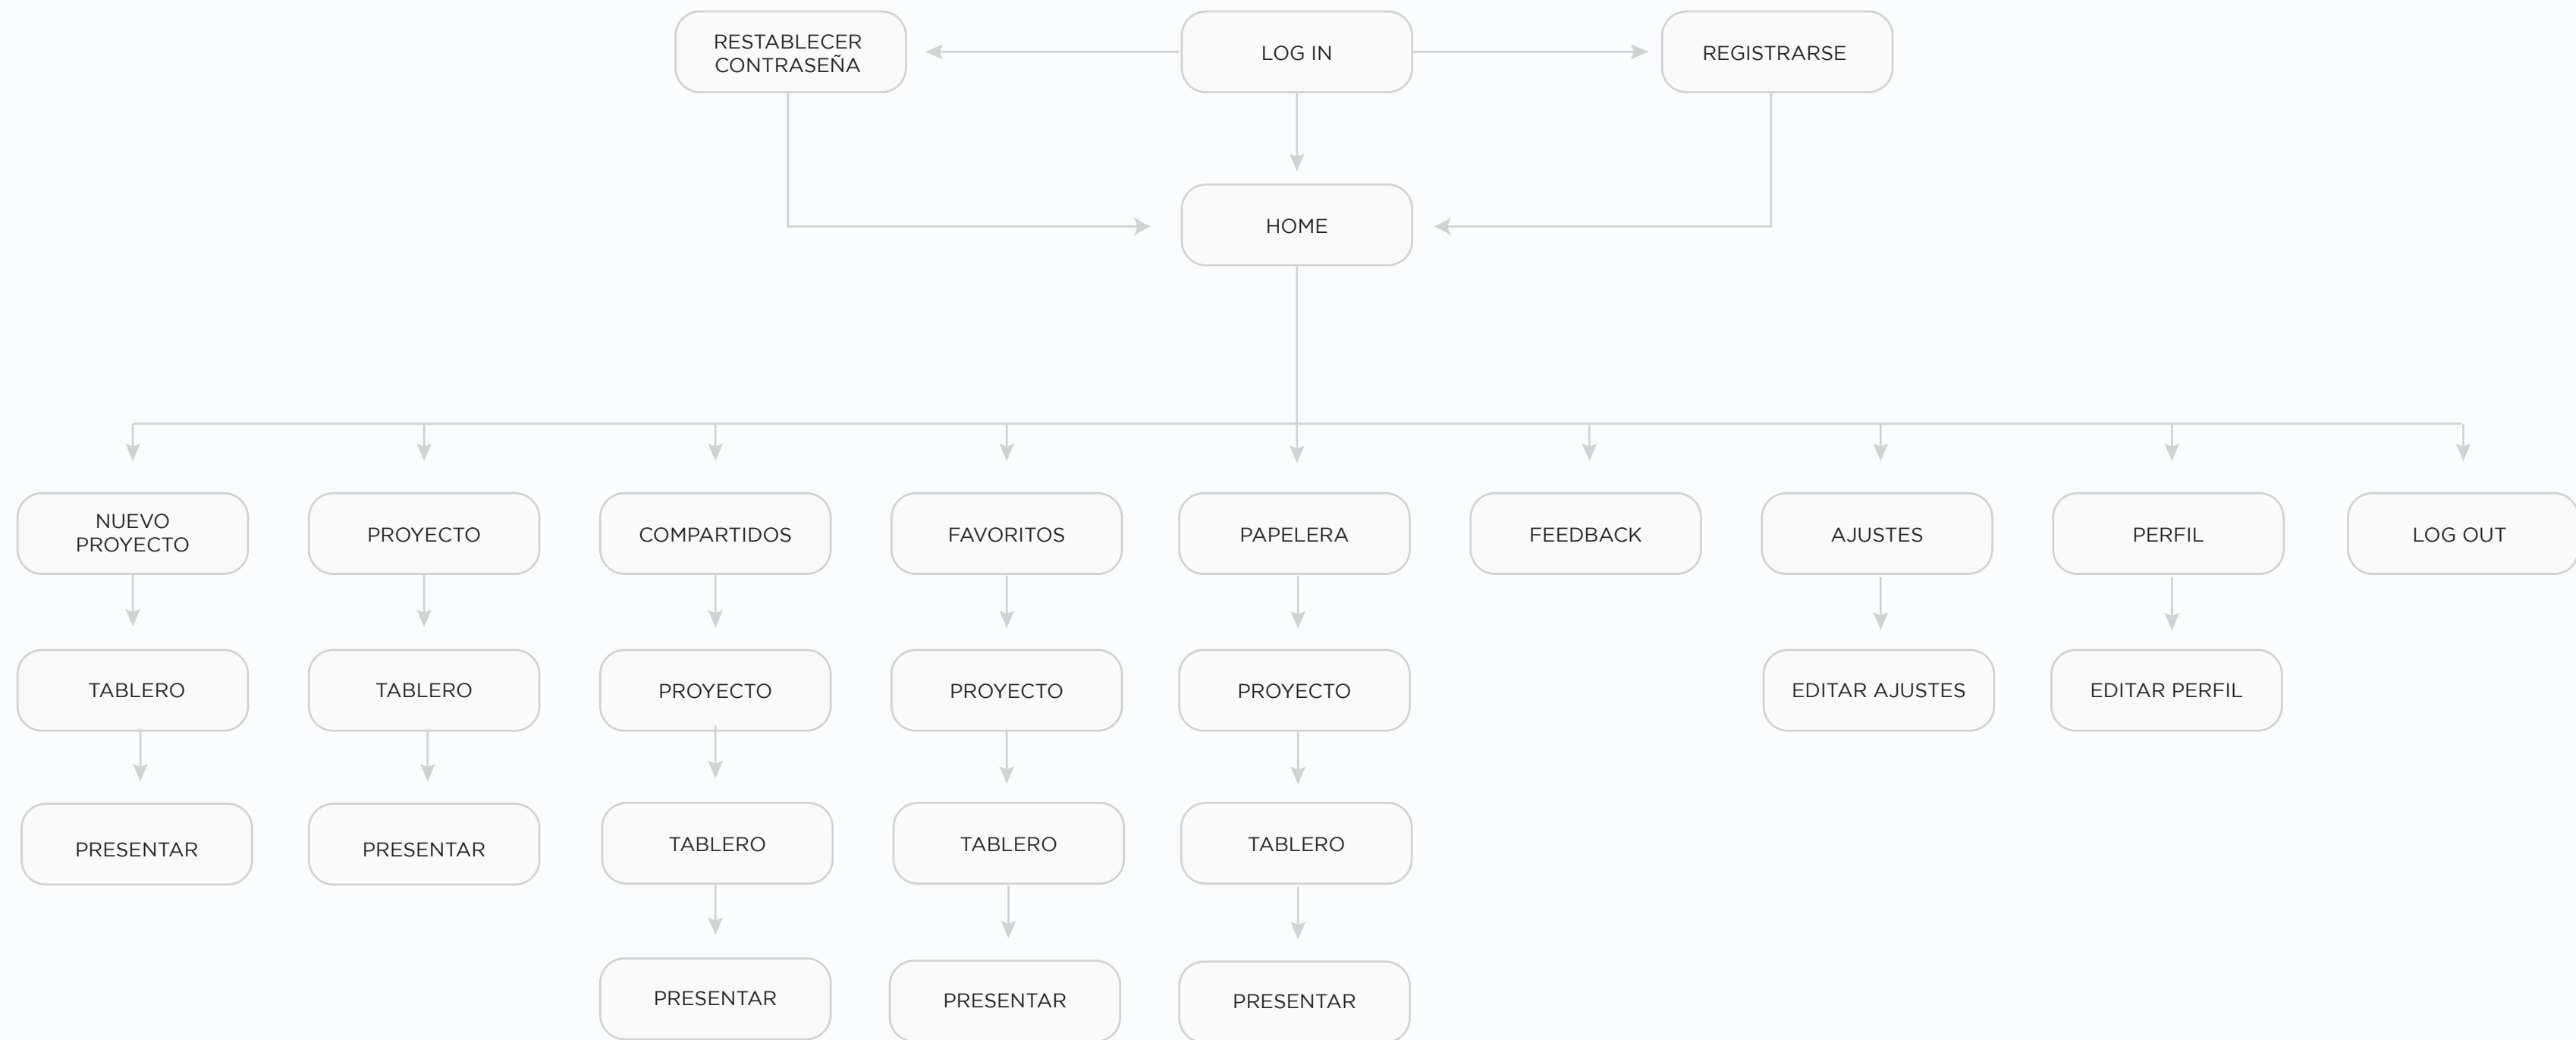 RESTABLECER
CONTRASEÑA
LOG IN
REGISTRARSE
HOME
NUEVO
PROYECTO
PROYECTO
COMPARTIDOS
FAVORITOS
PAPELERA
FEEDBACK
AJUSTES
PERFIL
LOG OUT
TABLERO
TABLERO
PROYECTO
PROYECTO
PROYECTO
EDITAR AJUSTES
EDITAR PERFIL
PRESENTAR
PRESENTAR
TABLERO
TABLERO
TABLERO
PRESENTAR
PRESENTAR
PRESENTAR